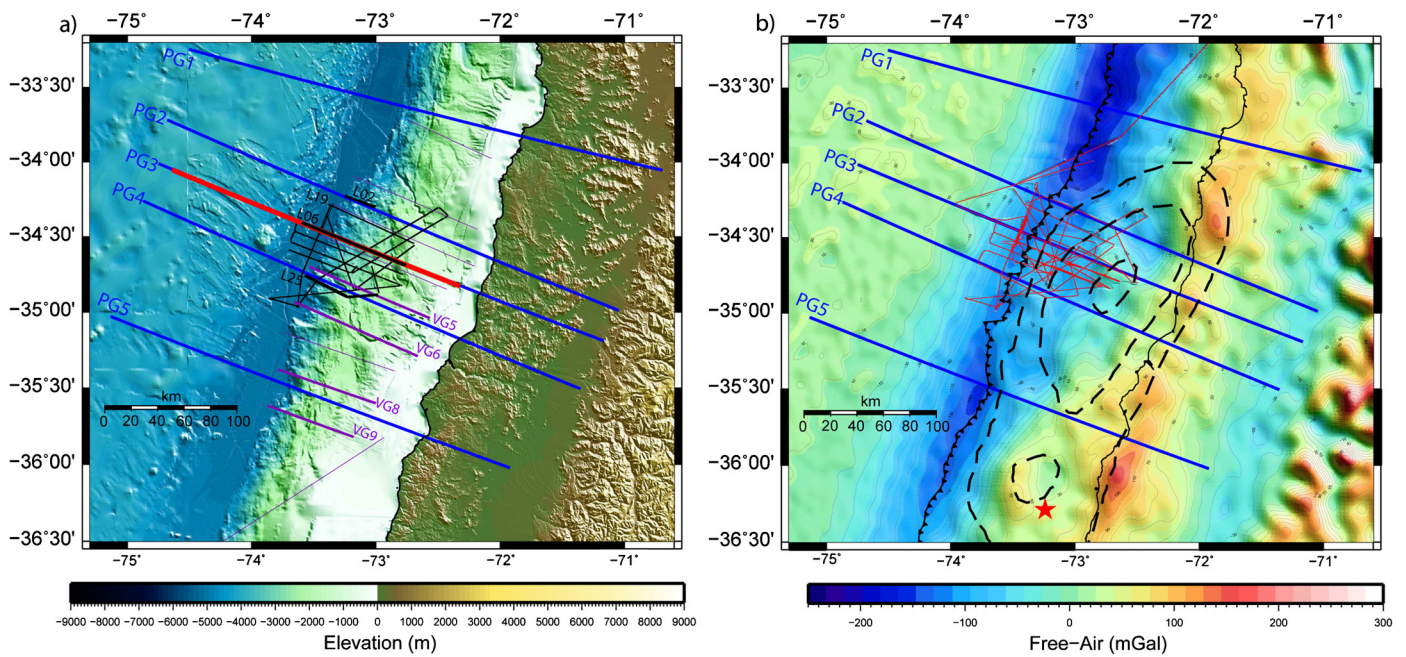 a)
−75° −74° −73° −72° −71°
−33°30'
−34°00'
−34°30'
−35°00'
−35°30'
−36°00'
−36°30'
PG1
PG2
PG3
PG4
PG5
L02
L19
L06
L25
VG5
VG6
VG8
VG9
km
0 20 40 60 80 100
−75° −74° −73° −72° −71°
−9000 −8000 −7000 −6000 −5000 −4000 −3000 −2000 −1000 0 1000 2000 3000 4000 5000 6000 7000 8000 9000
Elevation (m)
b)
−75° −74° −73° −72° −71°
−33°30'
−34°00'
−34°30'
−35°00'
−35°30'
−36°00'
−36°30'
PG1
PG2
PG3
PG4
PG5
km
0 20 40 60 80 100
−75° −74° −73° −72° −71°
−200 −100 0 100 200 300
Free−Air (mGal)